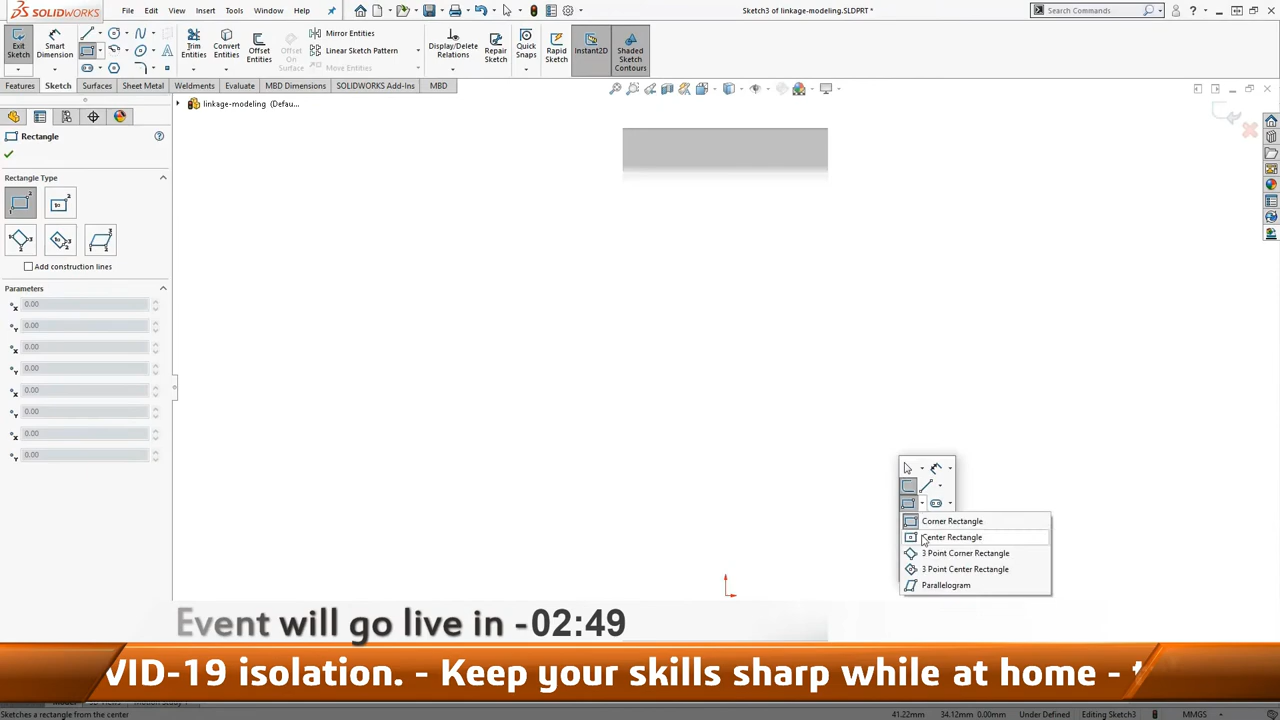 SOLIDWORKS
File
Edit
View
Insert
Tools
Window
Help
Sketch3 of linkage-modeling.SLDPRT *
Search Commands
Exit
Sketch
Smart
Dimension
Trim
Entities
Convert
Entities
Offset
Entities
Offset
On
Surface
Mirror Entities
Linear Sketch Pattern
Move Entities
Display/Delete
Relations
Repair
Sketch
Quick
Snaps
Rapid
Sketch
Instant2D
Shaded
Sketch
Contours
Features
Sketch
Surfaces
Sheet Metal
Weldments
Evaluate
MBD Dimensions
SOLIDWORKS Add-Ins
MBD
linkage-modeling (Defau...
Rectangle
Rectangle Type
Add construction lines
Parameters
0.00
0.00
0.00
0.00
0.00
0.00
0.00
0.00
Corner Rectangle
Center Rectangle
3 Point Corner Rectangle
3 Point Center Rectangle
Parallelogram
Event will go live in -02:49
VID-19 isolation. - Keep your skills sharp while at home -
Sketches a rectangle from the center
41.22mm
34.12mm 0.00mm
Under Defined
Editing Sketch3
MMGS